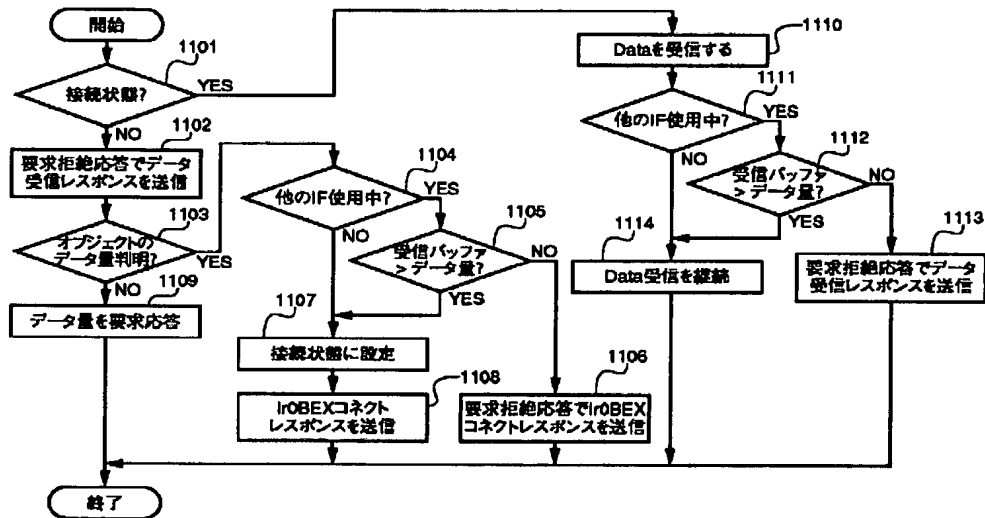 開始
1101
接続状態?
YES
NO
1102
要求拒絶応答でデータ
受信レスポンスを送信
1103
オブジェクトの
データ量判明?
YES
NO
1109
データ量を要求応答
終了
1104
他のIF使用中?
YES
NO
1105
受信バッファ
>データ量?
NO
YES
1107
接続状態に設定
1108
IrOBEXコネクト
レスポンスを送信
1106
要求拒絶応答でIrOBEX
コネクトレスポンスを送信
1110
Dataを受信する
1111
他のIF使用中?
YES
NO
1112
受信バッファ
>データ量?
NO
YES
1114
Data受信を継続
1113
要求拒絶応答でデータ
受信レスポンスを送信